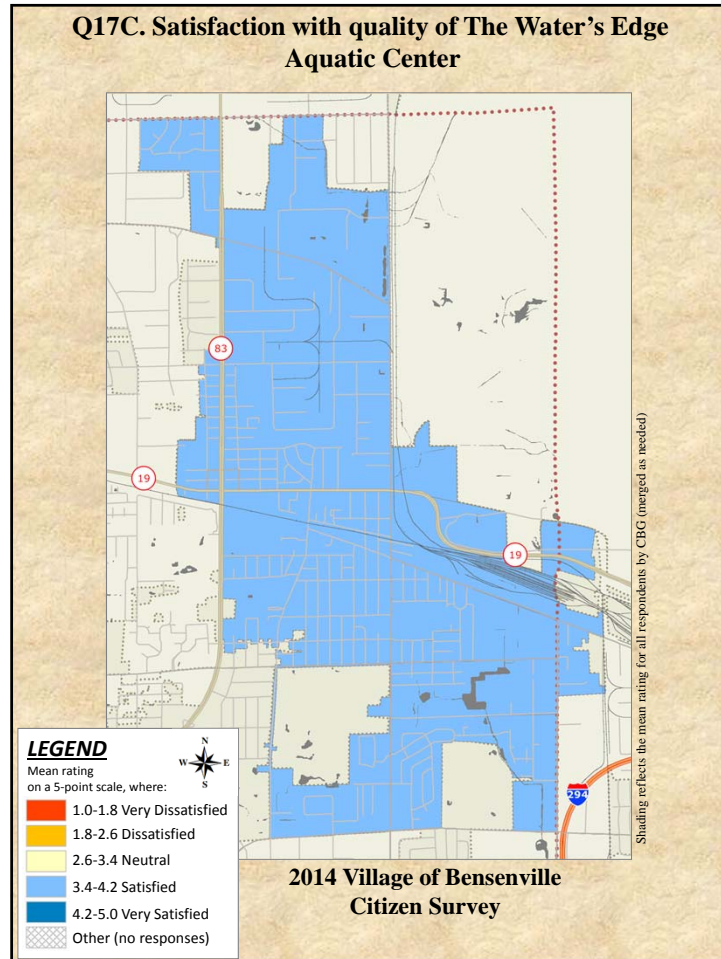 Q17C. Satisfaction with quality of The Water's Edge
Aquatic Center
83
19
19
294
Shading reflects the mean rating for all respondents by CBG (merged as needed)
LEGEND
Mean rating
on a 5-point scale, where:
N
W E
S
1.0-1.8 Very Dissatisfied
1.8-2.6 Dissatisfied
2.6-3.4 Neutral
3.4-4.2 Satisfied
4.2-5.0 Very Satisfied
Other (no responses)
2014 Village of Bensenville
Citizen Survey